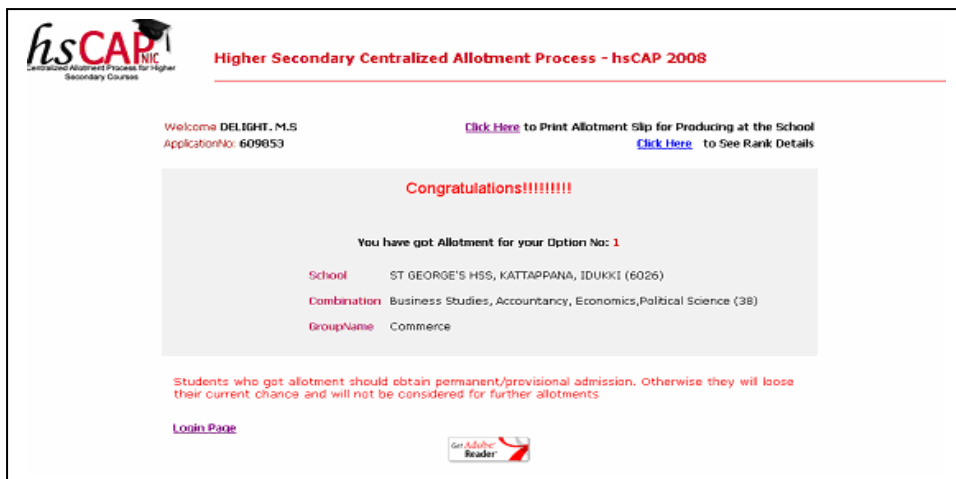 hsCAP
NIC
Centralized Allotment Process for Higher
Secondary Courses
Higher Secondary Centralized Allotment Process - hsCAP 2008
Welcome DELIGHT. M.S
Click Here to Print Allotment Slip for Producing at the School
ApplicationNo: 609853
Click Here to See Rank Details
Congratulations!!!!!!!!!
You have got Allotment for your Option No: 1
School ST GEORGE'S HSS, KATTAPPANA, IDUKKI (6026)
Combination Business Studies, Accountancy, Economics,Political Science (38)
GroupName Commerce
Students who got allotment should obtain permanent/provisional admission. Otherwise they will loose
their current chance and will not be considered for further allotments
Login Page
Get Adobe
Reader